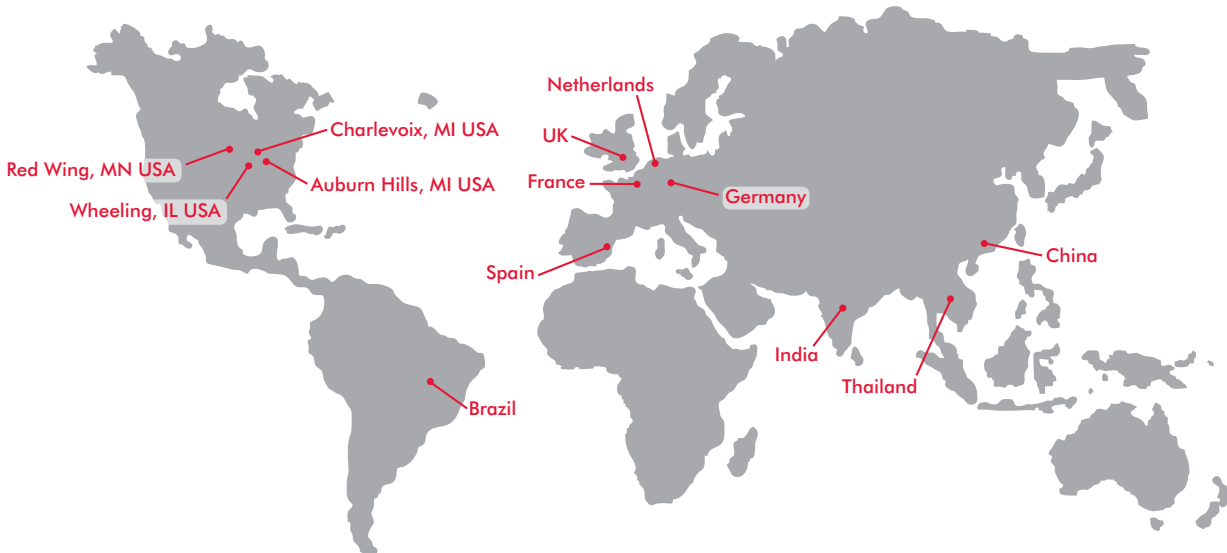 Netherlands
Charlevoix, MI USA
UK
Red Wing, MN USA
Auburn Hills, MI USA
France
Germany
Wheeling, IL USA
China
Spain
India
Thailand
Brazil